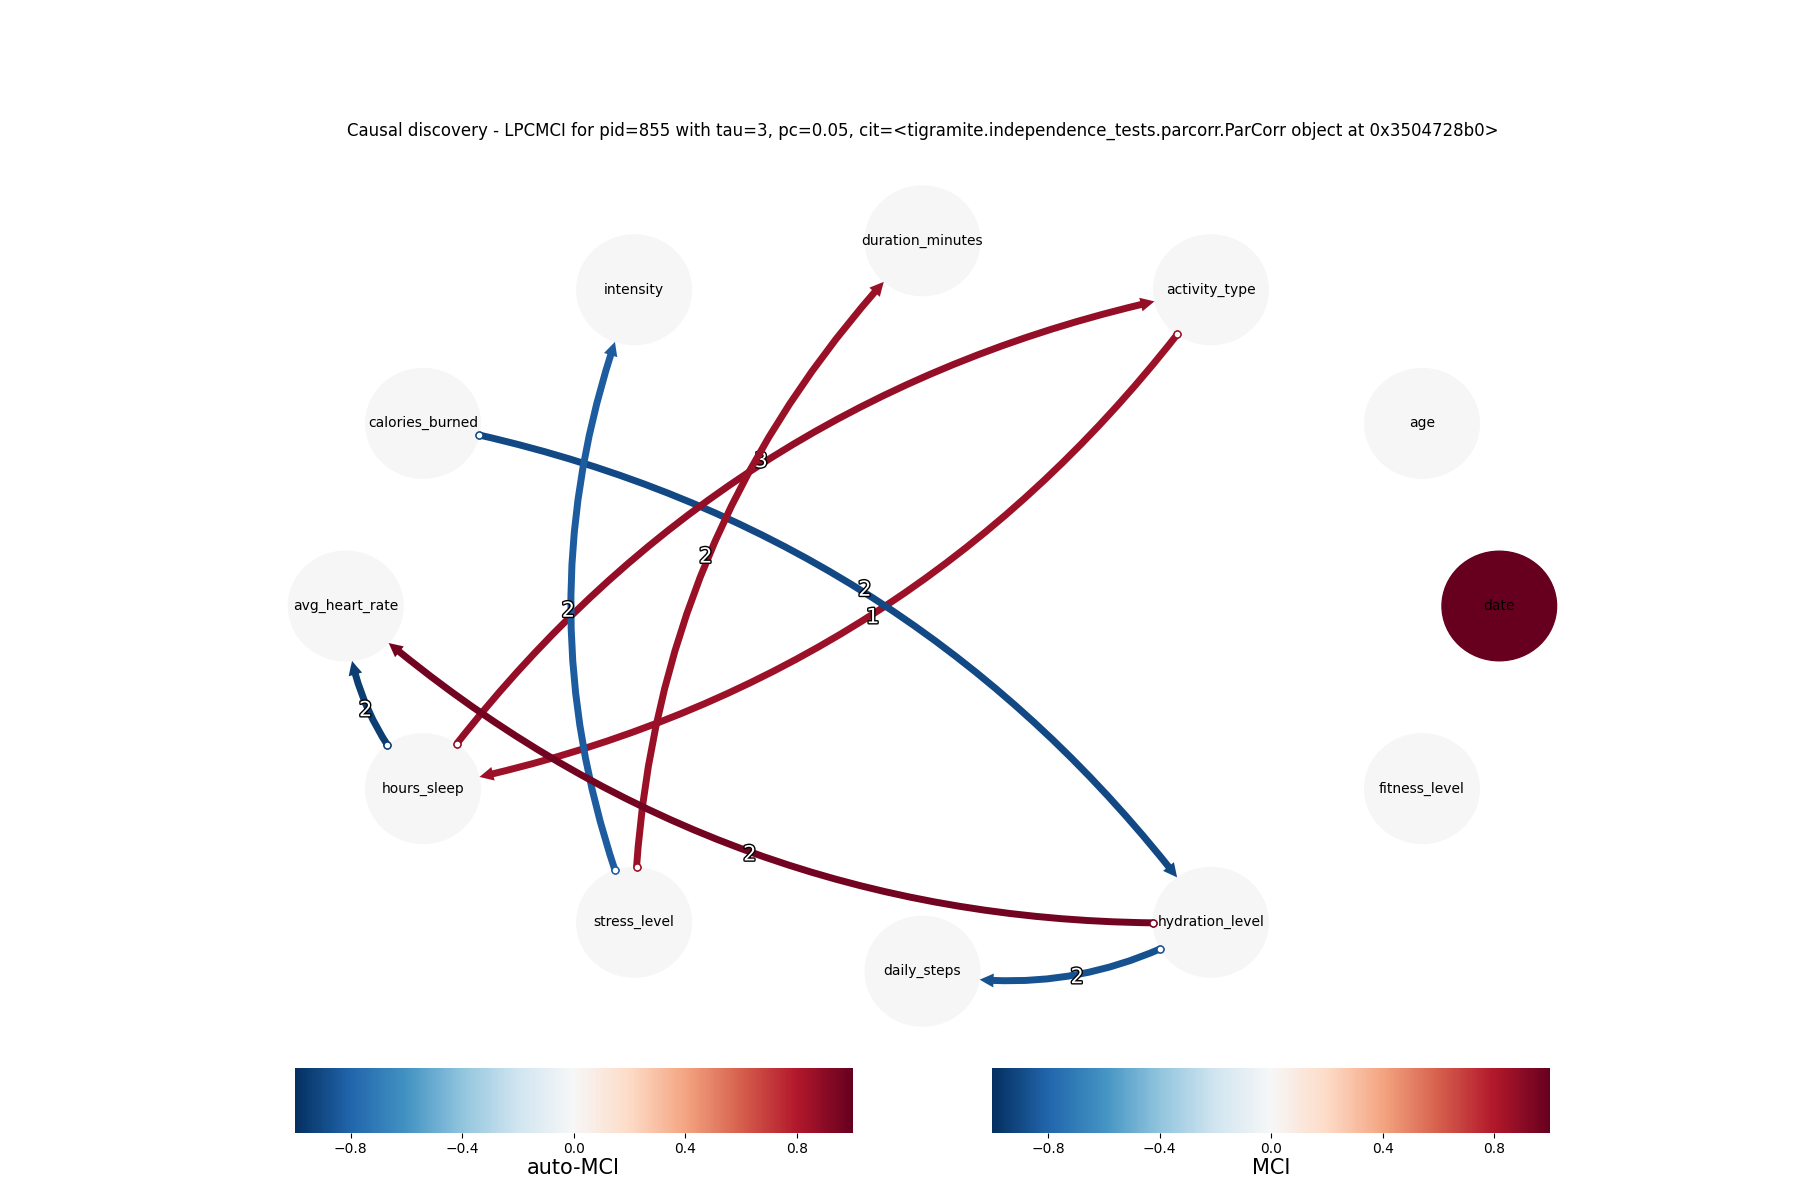 Causal discovery - LPCMCI for pid=855 with tau=3, pc=0.05, cit=<tigramite.independence_tests.parcorr.ParCorr object at 0x3504728b0>
duration_minutes
intensity
activity_type
calories_burned
age
3
2
2
2
1
avg_heart_rate
date
2
hours_sleep
fitness_level
2
stress_level
hydration_level
daily_steps
2
−0.8 −0.4 0.0 0.4 0.8
auto-MCI
−0.8 −0.4 0.0 0.4 0.8
MCI